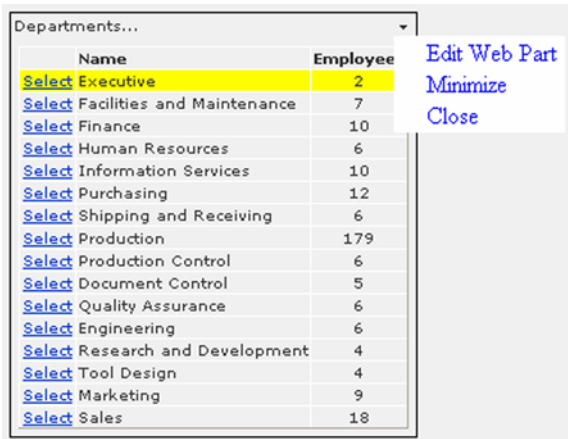 Departments...
Name Employee
Select Executive 2
Select Facilities and Maintenance 7
Select Finance 10
Select Human Resources 6
Select Information Services 10
Select Purchasing 12
Select Shipping and Receiving 6
Select Production 179
Select Production Control 6
Select Document Control 5
Select Quality Assurance 6
Select Engineering 6
Select Research and Development 4
Select Tool Design 4
Select Marketing 9
Select Sales 18
Edit Web Part
Minimize
Close